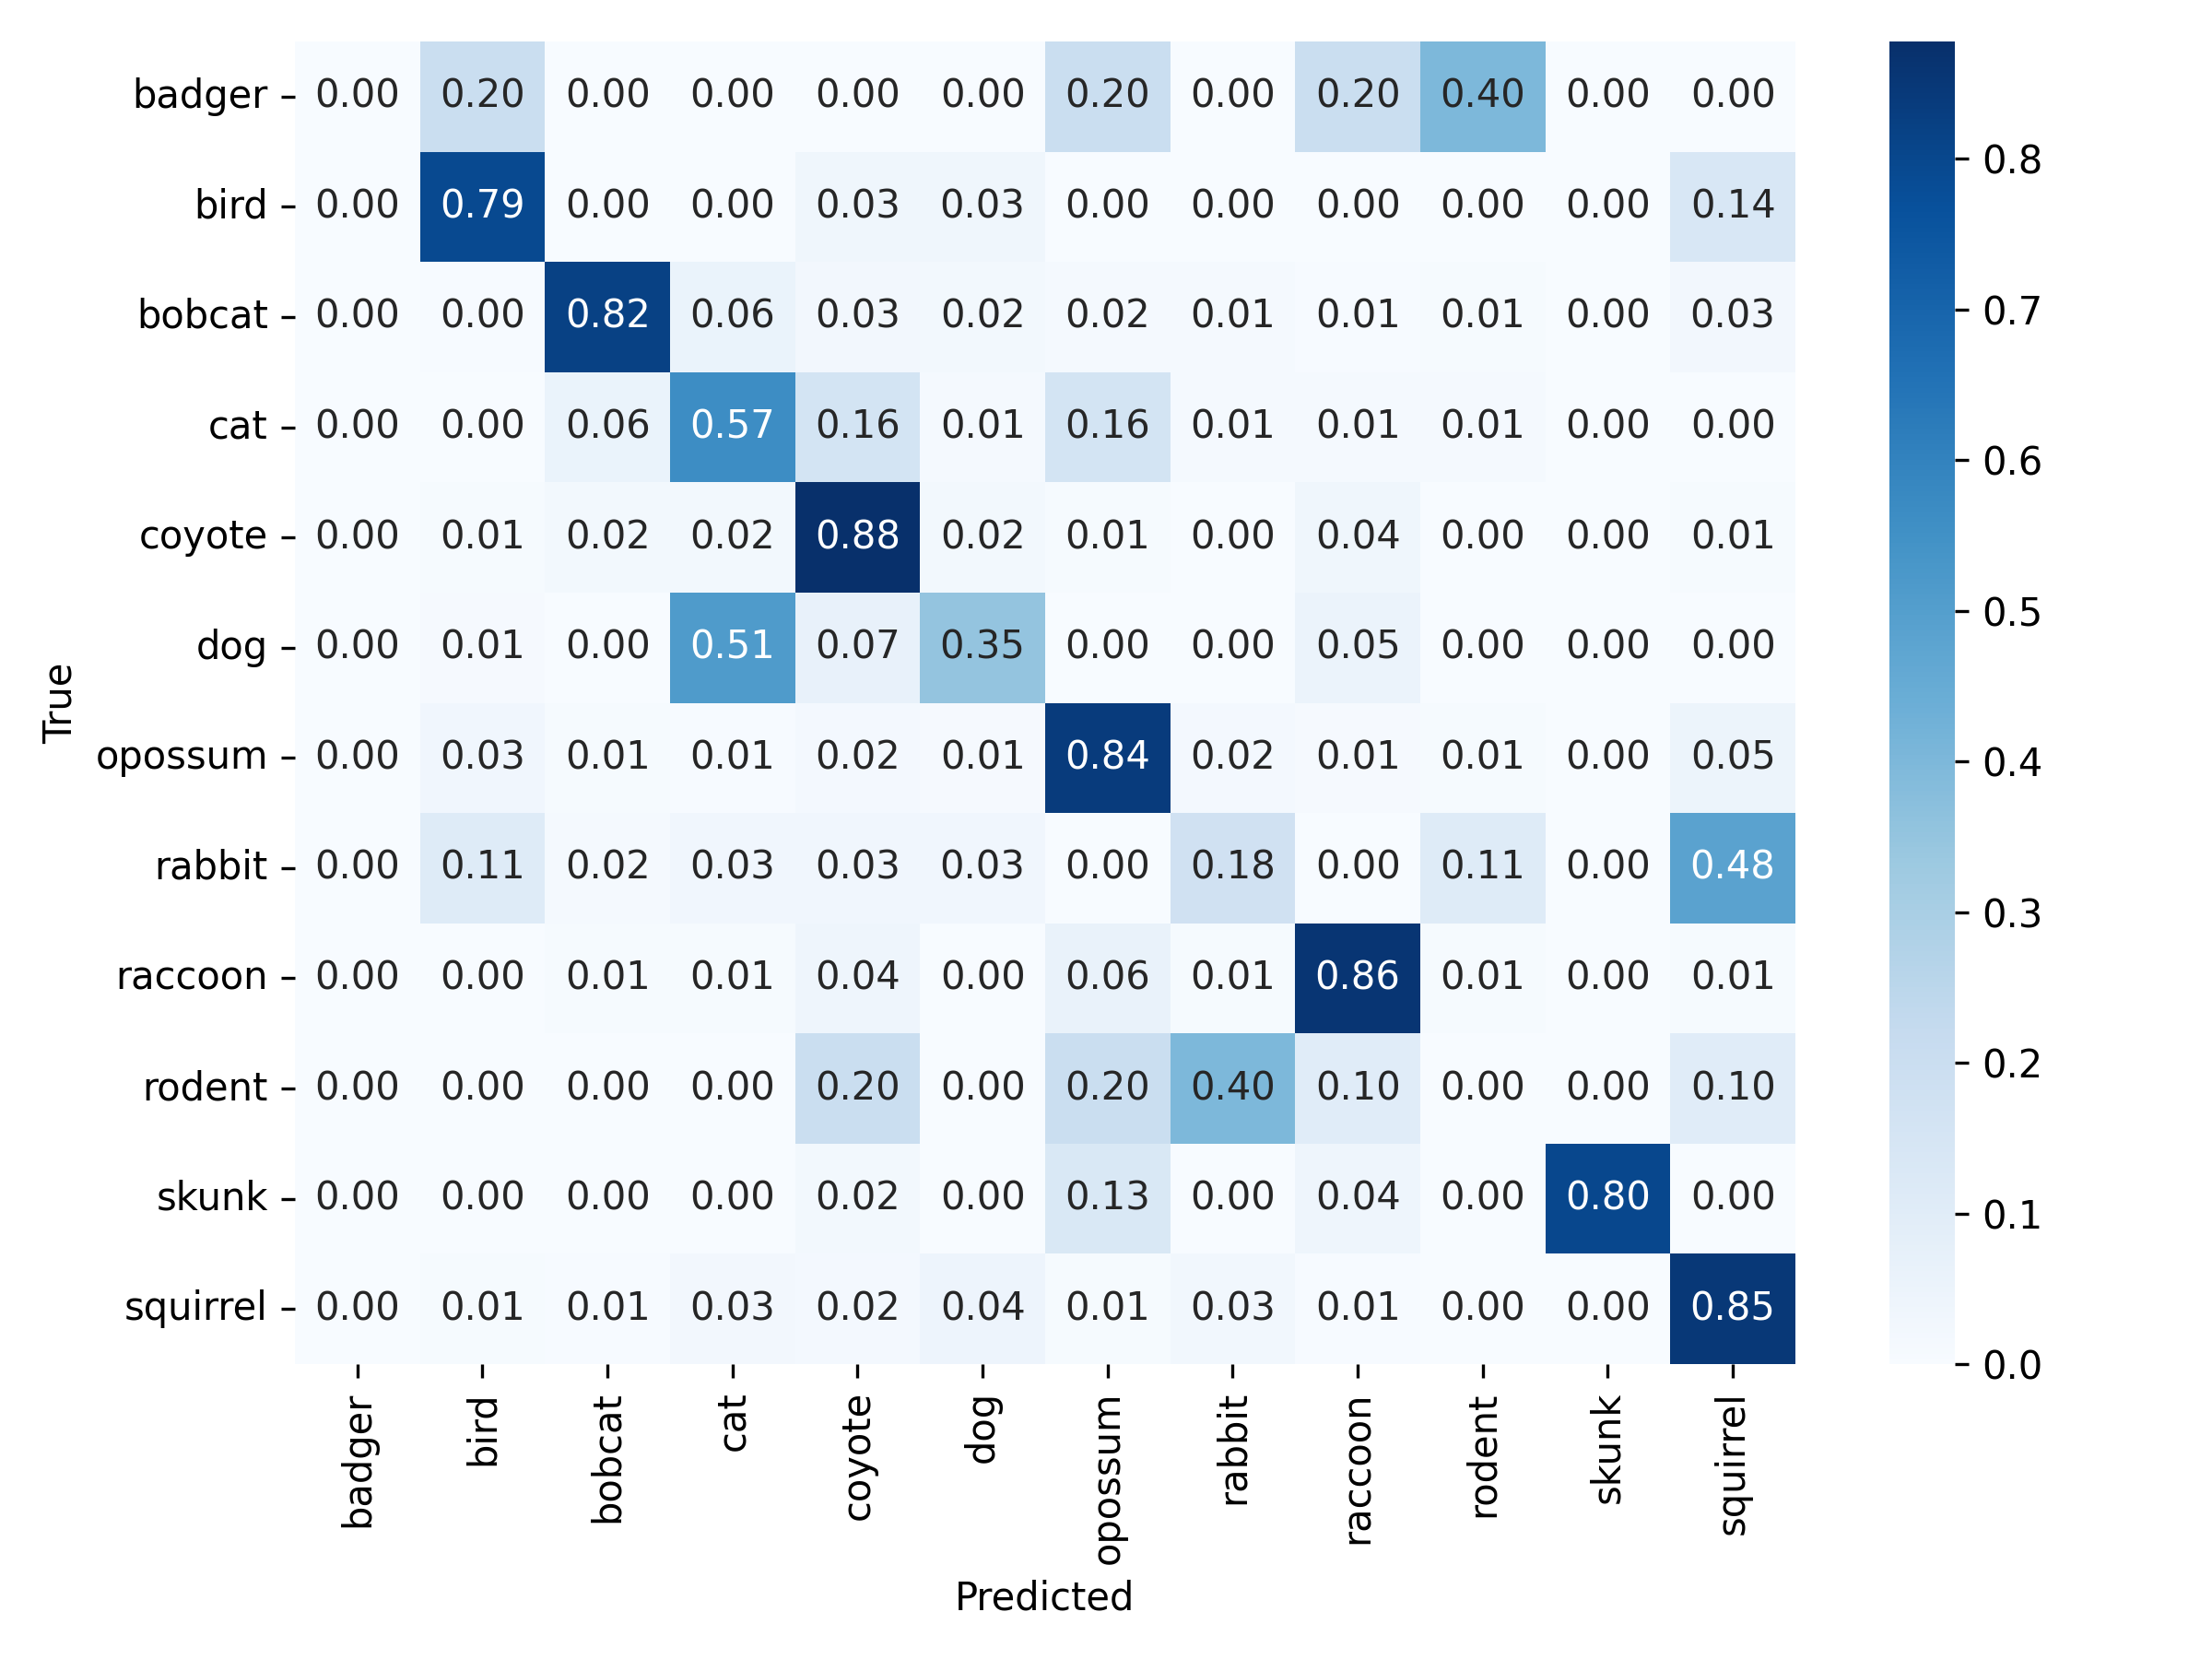 badger 0.00 0.20 0.00 0.00 0.00 0.00 0.20 0.00 0.20 0.40 0.00 0.00
bird 0.00 0.79 0.00 0.00 0.03 0.03 0.00 0.00 0.00 0.00 0.00 0.14
bobcat 0.00 0.00 0.82 0.06 0.03 0.02 0.02 0.01 0.01 0.01 0.00 0.03
cat 0.00 0.00 0.06 0.57 0.16 0.01 0.16 0.01 0.01 0.01 0.00 0.00
coyote 0.00 0.01 0.02 0.02 0.88 0.02 0.01 0.00 0.04 0.00 0.00 0.01
dog 0.00 0.01 0.00 0.51 0.07 0.35 0.00 0.00 0.05 0.00 0.00 0.00
opossum 0.00 0.03 0.01 0.01 0.02 0.01 0.84 0.02 0.01 0.01 0.00 0.05
rabbit 0.00 0.11 0.02 0.03 0.03 0.03 0.00 0.18 0.00 0.11 0.00 0.48
raccoon 0.00 0.00 0.01 0.01 0.04 0.00 0.06 0.01 0.86 0.01 0.00 0.01
rodent 0.00 0.00 0.00 0.00 0.20 0.00 0.20 0.40 0.10 0.00 0.00 0.10
skunk 0.00 0.00 0.00 0.00 0.02 0.00 0.13 0.00 0.04 0.00 0.80 0.00
squirrel 0.00 0.01 0.01 0.03 0.02 0.04 0.01 0.03 0.01 0.00 0.00 0.85
True
badger bird bobcat cat coyote dog opossum rabbit raccoon rodent skunk squirrel
Predicted
0.8
0.7
0.6
0.5
0.4
0.3
0.2
0.1
0.0